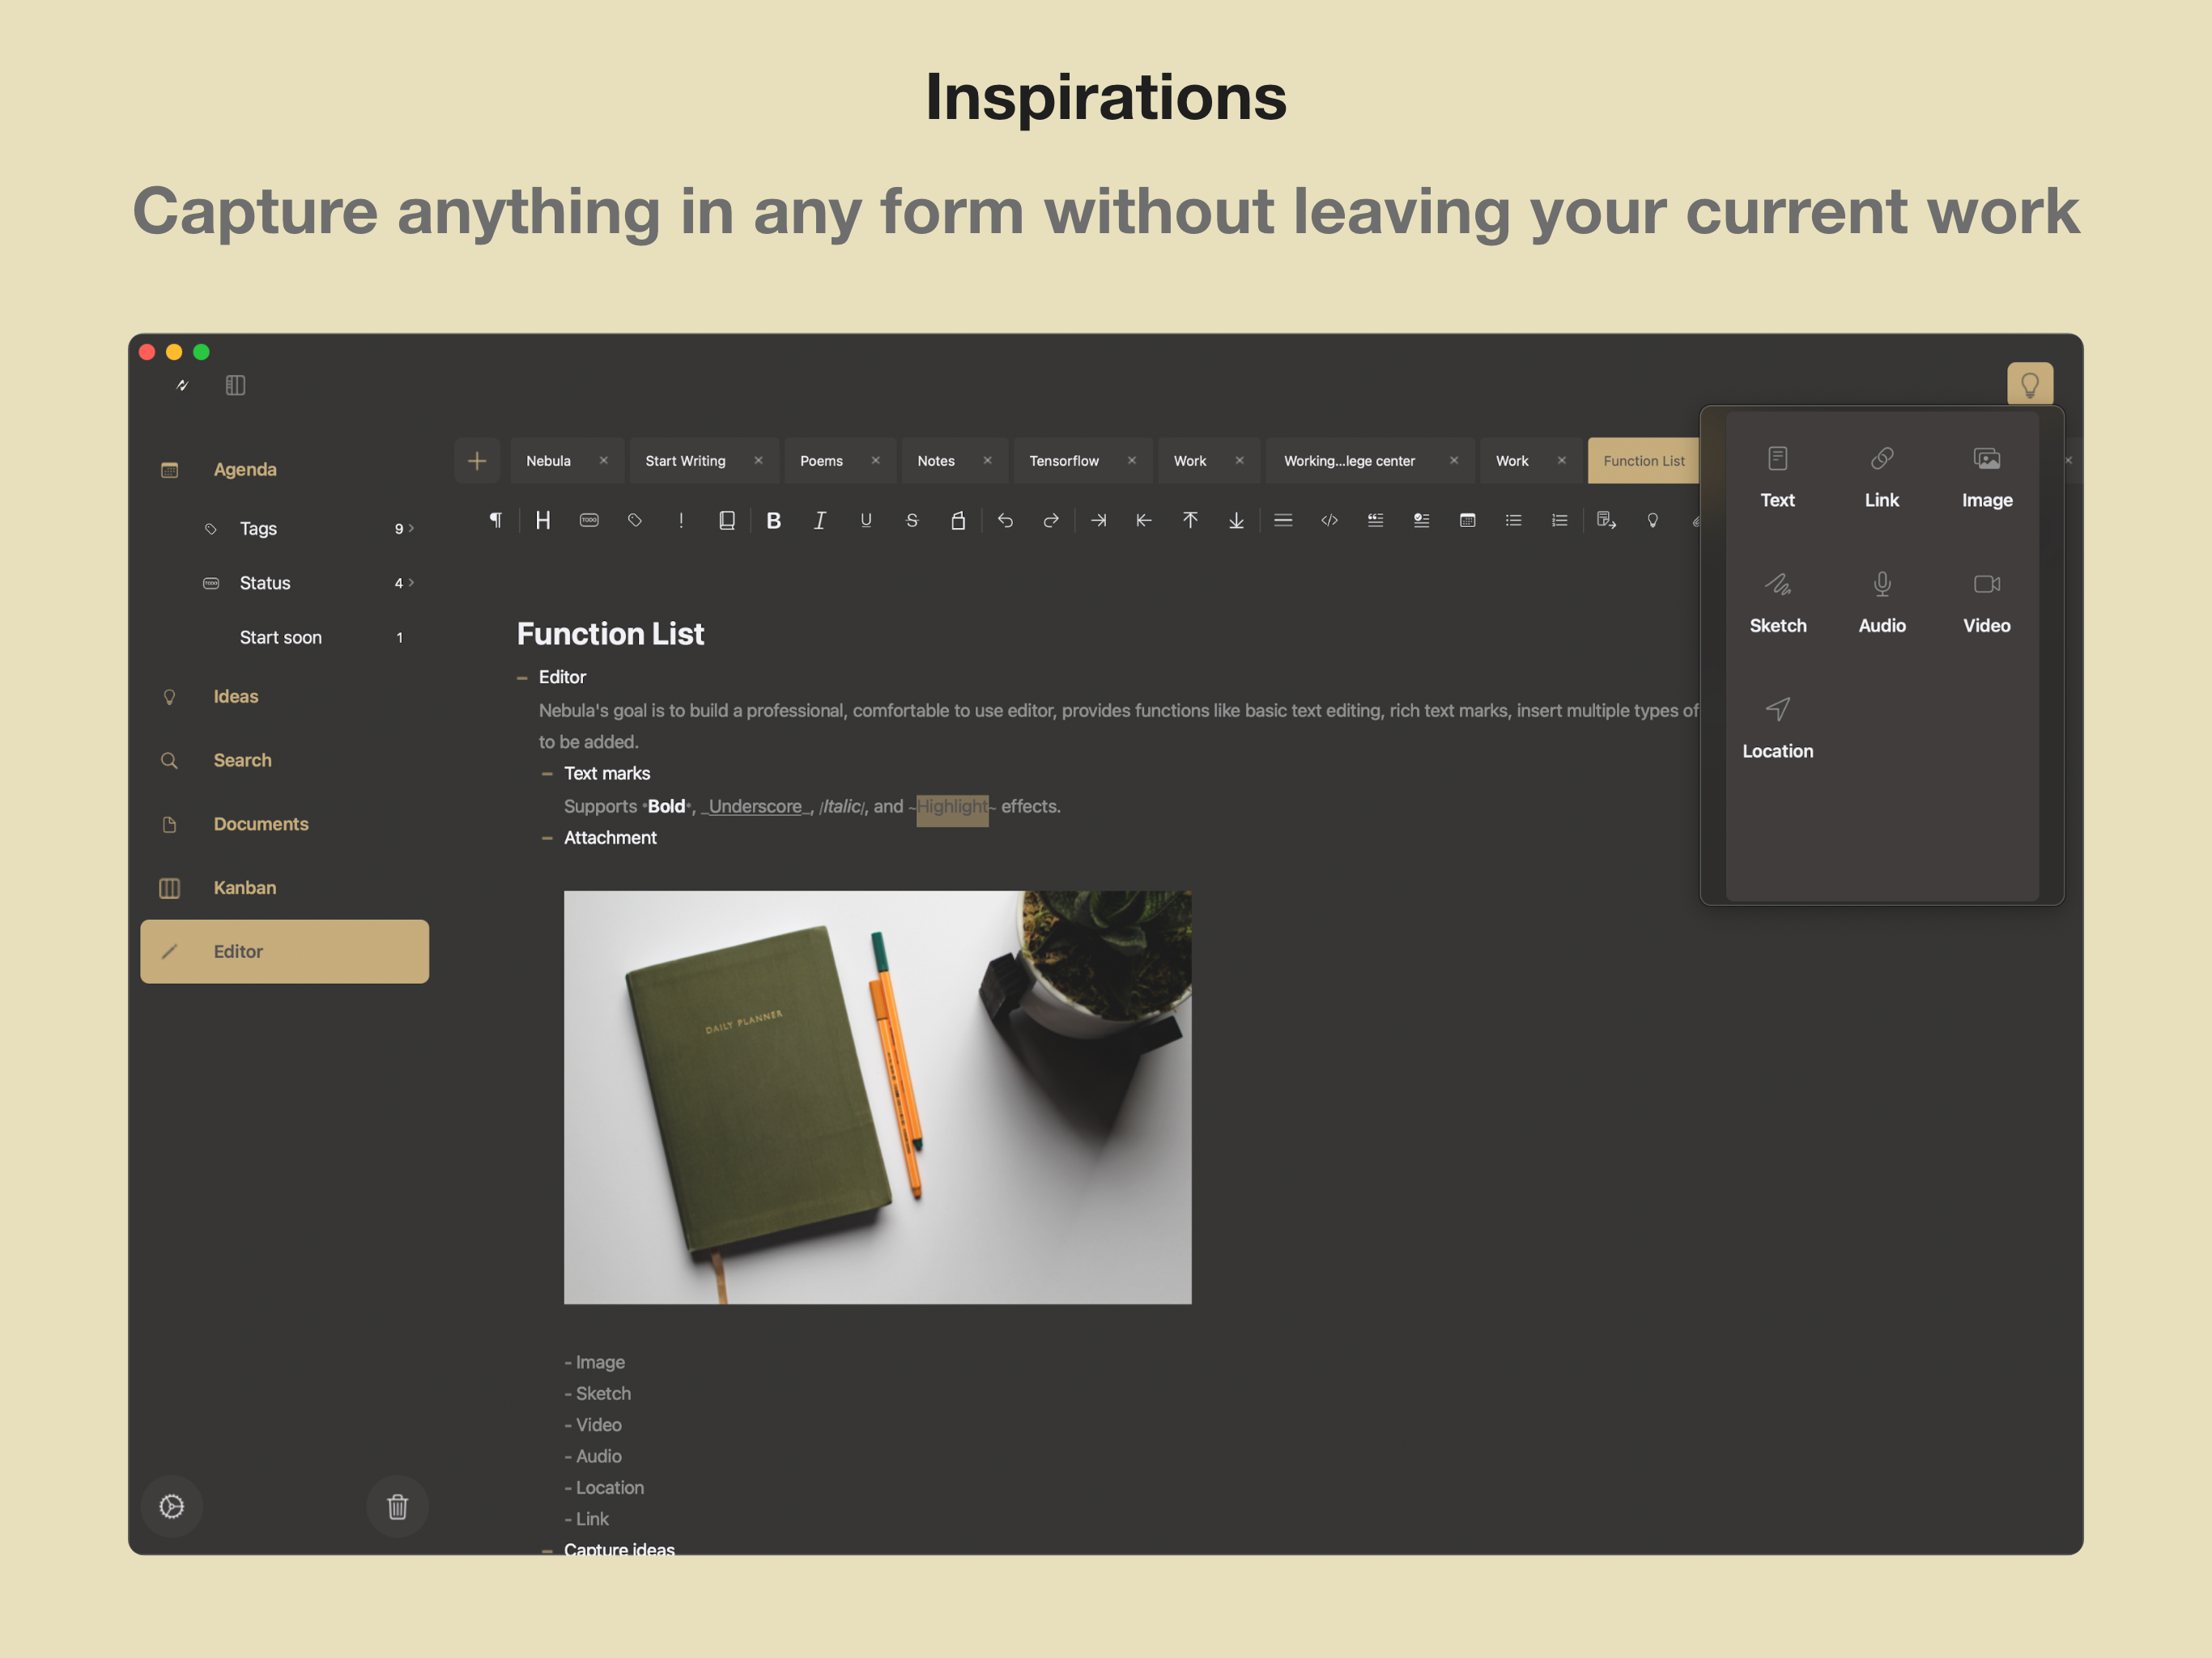 Inspirations
Capture anything in any form without leaving your current work
Agenda
Tags 9
Status 4
Start soon 1
Ideas
Search
Documents
Kanban
Editor
Nebula
Start Writing
Poems
Notes
Tensorflow
Work
Working...lege center
Work
Function List
H TODO ! B I U S
Text
Link
Image
Sketch
Audio
Video
Location
Function List
Editor
Nebula's goal is to build a professional, comfortable to use editor, provides functions like basic text editing, rich text marks, insert multiple types of
to be added.
Text marks
Supports *Bold*, _Underscore_, /Italic/, and ~Highlight~ effects.
Attachment
DAILY PLANNER
- Image
- Sketch
- Video
- Audio
- Location
- Link
Capture ideas